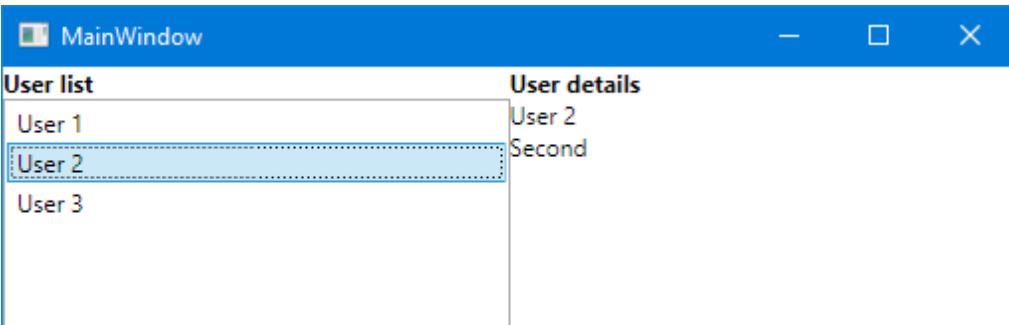 MainWindow
User list
User 1
User 2
User 3
User details
User 2
Second